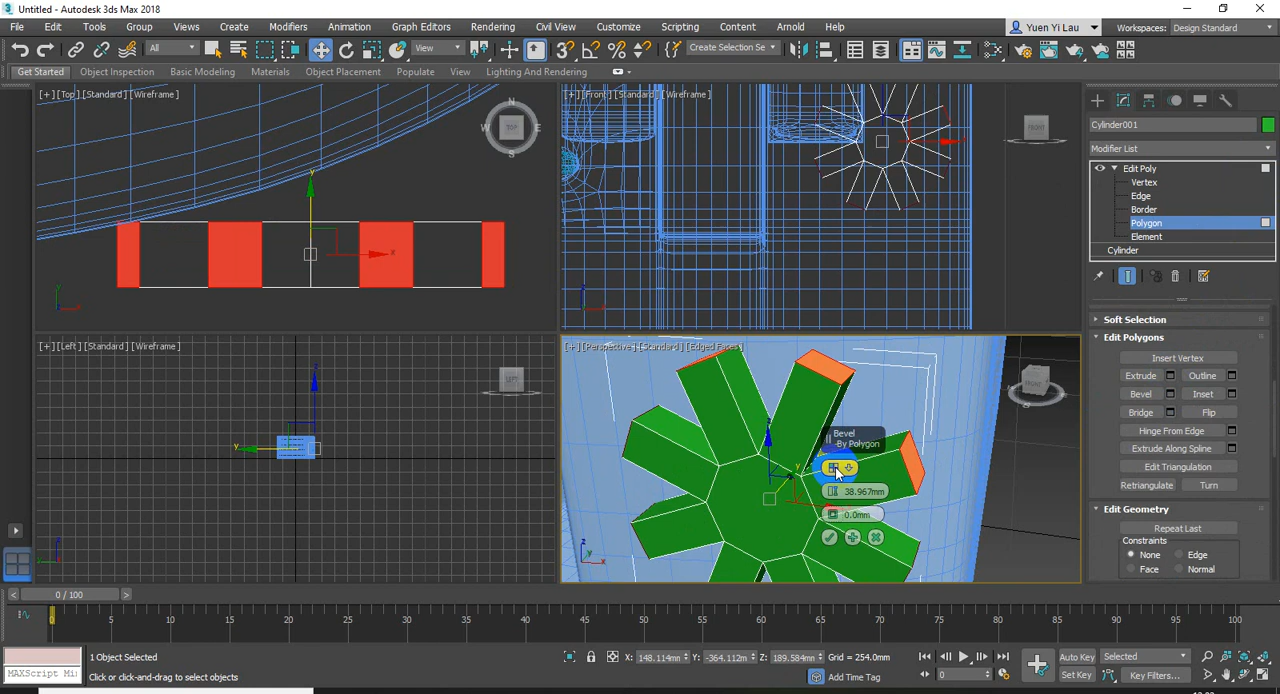 Untitled - Autodesk 3ds Max 2018
File Edit Tools Group Views Create Modifiers Animation Graph Editors Rendering Civil View Customize Scripting Content Arnold Help
Yuen Yi Lau Workspaces: Design Standard
All View Create Selection Se
Get Started Object Inspection Basic Modeling Materials Object Placement Populate View Lighting And Rendering
[+] [Top] [Standard] [Wireframe]
N
W TOP E
S
y
x
y
x
[+] [Front] [Standard] [Wireframe]
FRONT
z
[+] [Left] [Standard] [Wireframe]
LEFT
y
[+] [Perspective] [Standard] [Edged Faces]
FRONT
Bevel
-By Polygon
38.967mm
0.0mm
z
y
x
Cylinder001
Modifier List
Edit Poly
Vertex
Edge
Border
Polygon
Element
Cylinder
Soft Selection
Edit Polygons
Insert Vertex
Extrude Outline
Bevel Inset
Bridge Flip
Hinge From Edge
Extrude Along Spline
Edit Triangulation
Retriangulate Turn
Edit Geometry
Repeat Last
Constraints
None Edge
Face Normal
< 0 / 100 >
0 5 10 15 20 25 30 35 40 45 50 55 60 65 70 75 80 85 90 95 100
1 Object Selected
X: 148.114mm Y: -364.112m Z: 189.584mm Grid = 254.0mm
Auto Key Selected
MAXScript Mi
Click or click-and-drag to select objects
Add Time Tag
0
Set Key Key Filters...